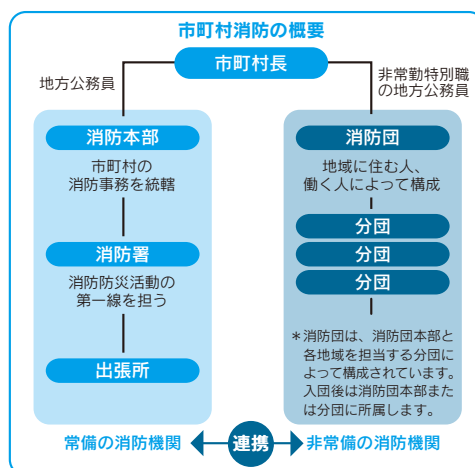 市町村消防の概要
市町村長
地方公務員
非常勤特別職
の地方公務員
消防本部
市町村の
消防事務を統轄
消防署
消防防災活動の
第一線を担う
出張所
消防団
地域に住む人、
働く人によって構成
分団
分団
分団
＊消防団は、消防団本部と
各地域を担当する分団に
よって構成されています。
入団後は消防団本部また
は分団に所属します。
常備の消防機関
連携
非常備の消防機関